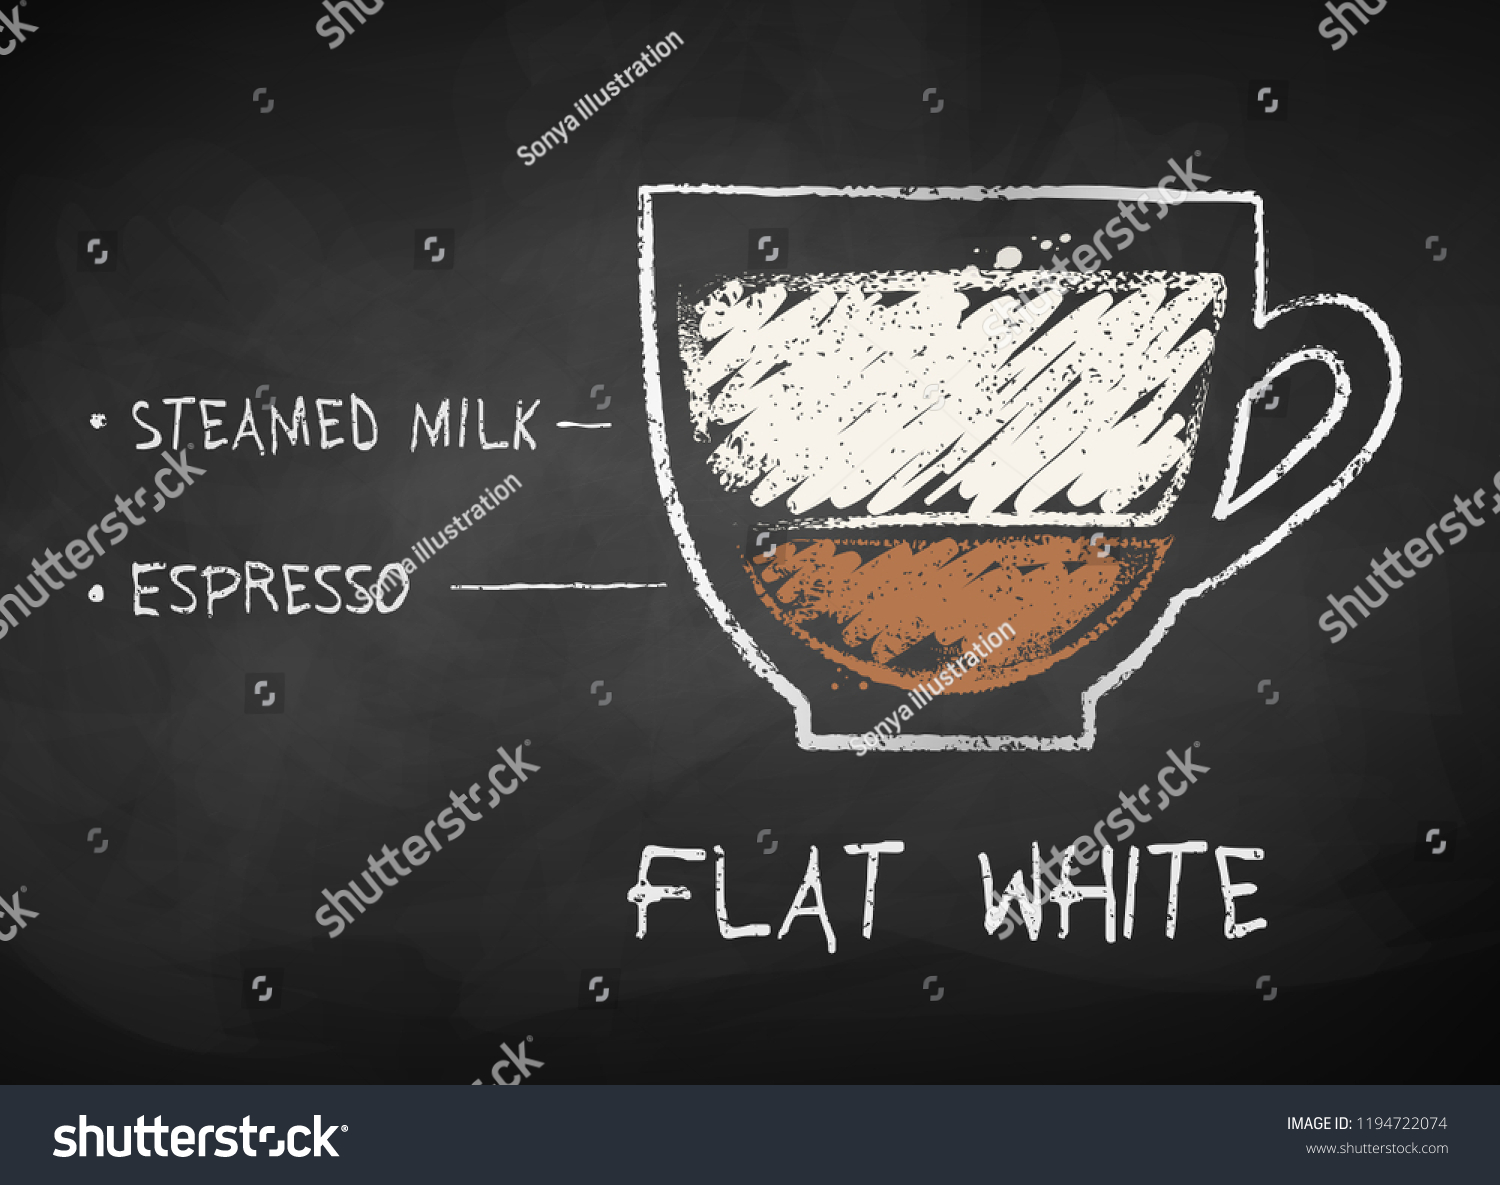 Sonya illustration
shutterstock
• STEAMED MILK
shutterstock
• ESPRESSO
Sonya illustration
shutterstock
Sonya illustration
shutterstock
shutterstock
FLAT WHITE
shutterstock
IMAGE ID: 1194722074
www.shutterstock.com